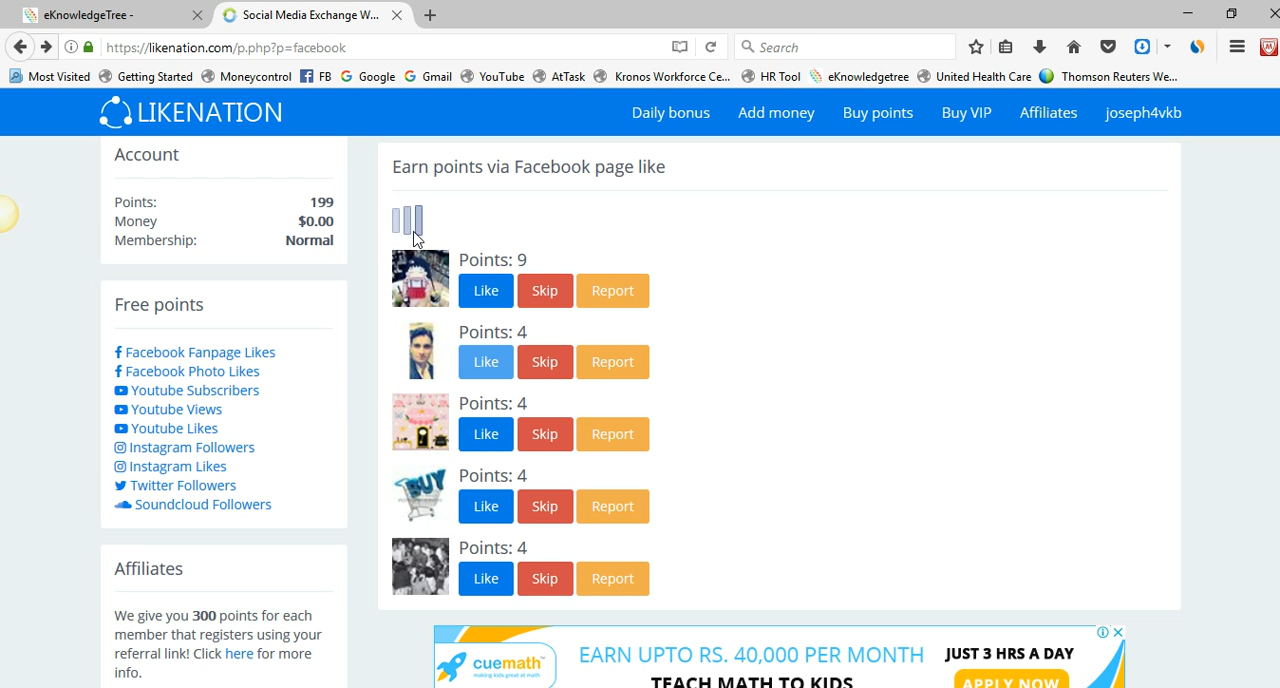 eKnowledgeTree -
Social Media Exchange W...
https://likenation.com/p.php?p=facebook
Search
Most Visited Getting Started Moneycontrol FB Google Gmail YouTube AtTask Kronos Workforce Ce... HR Tool eKnowledgetree United Health Care Thomson Reuters We...
LIKENATION
Daily bonus Add money Buy points Buy VIP Affiliates joseph4vkb
Account
Points: 199
Money $0.00
Membership: Normal
Free points
Facebook Fanpage Likes
Facebook Photo Likes
Youtube Subscribers
Youtube Views
Youtube Likes
Instagram Followers
Instagram Likes
Twitter Followers
Soundcloud Followers
Affiliates
We give you 300 points for each
member that registers using your
referral link! Click here for more
info.
Earn points via Facebook page like
Points: 9
Like Skip Report
Points: 4
Like Skip Report
Points: 4
Like Skip Report
BUY
Points: 4
Like Skip Report
Points: 4
Like Skip Report
cuemath
making kids great at math
EARN UPTO RS. 40,000 PER MONTH
TEACH MATH TO KIDS
JUST 3 HRS A DAY
APPLY NOW